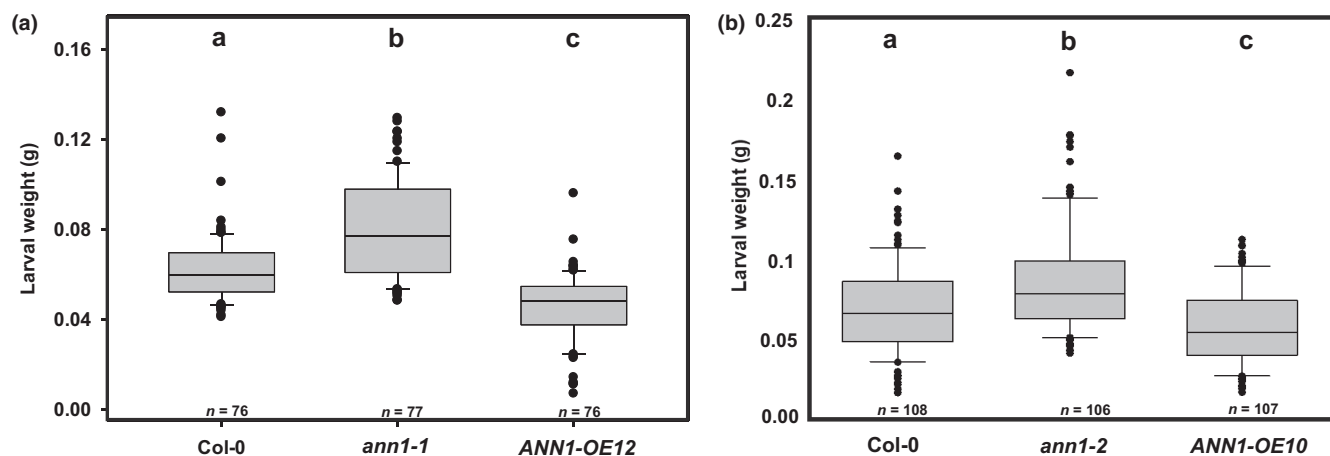 (a)
Larval weight (g)
0.16
0.12
0.08
0.04
0.00
a b c
n = 76 n = 77 n = 76
Col-0 ann1-1 ANN1-OE12
(b)
Larval weight (g)
0.25
0.2
0.15
0.1
0.05
0.00
a b c
n = 108 n = 106 n = 107
Col-0 ann1-2 ANN1-OE10